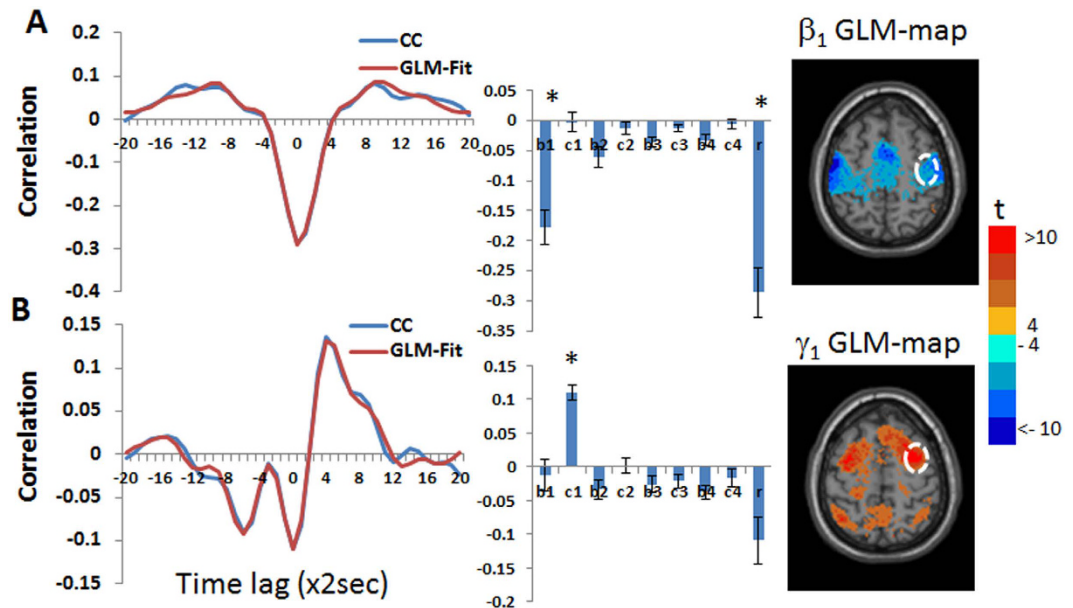 A
0.2
0.1
0
-0.1
-0.2
-0.3
-0.4
Correlation
-20 -16 -12 -8 -4 0 4 8 12 16 20
CC
GLM-Fit
0.05
0
-0.05
-0.1
-0.15
-0.2
-0.25
-0.3
-0.35
* *
b1 c1 b2 c2 b3 c3 b4 c4 r
β1 GLM-map
t
>10
4
- 4
<- 10
B
0.15
0.1
0.05
0
-0.05
-0.1
-0.15
Correlation
-20 -16 -12 -8 -4 0 4 8 12 16 20
CC
GLM-Fit
Time lag (x2sec)
0.15
0.1
0.05
0
-0.05
-0.1
-0.15
-0.2
*
b1 c1 b2 c2 b3 c3 b4 c4 r
γ1 GLM-map